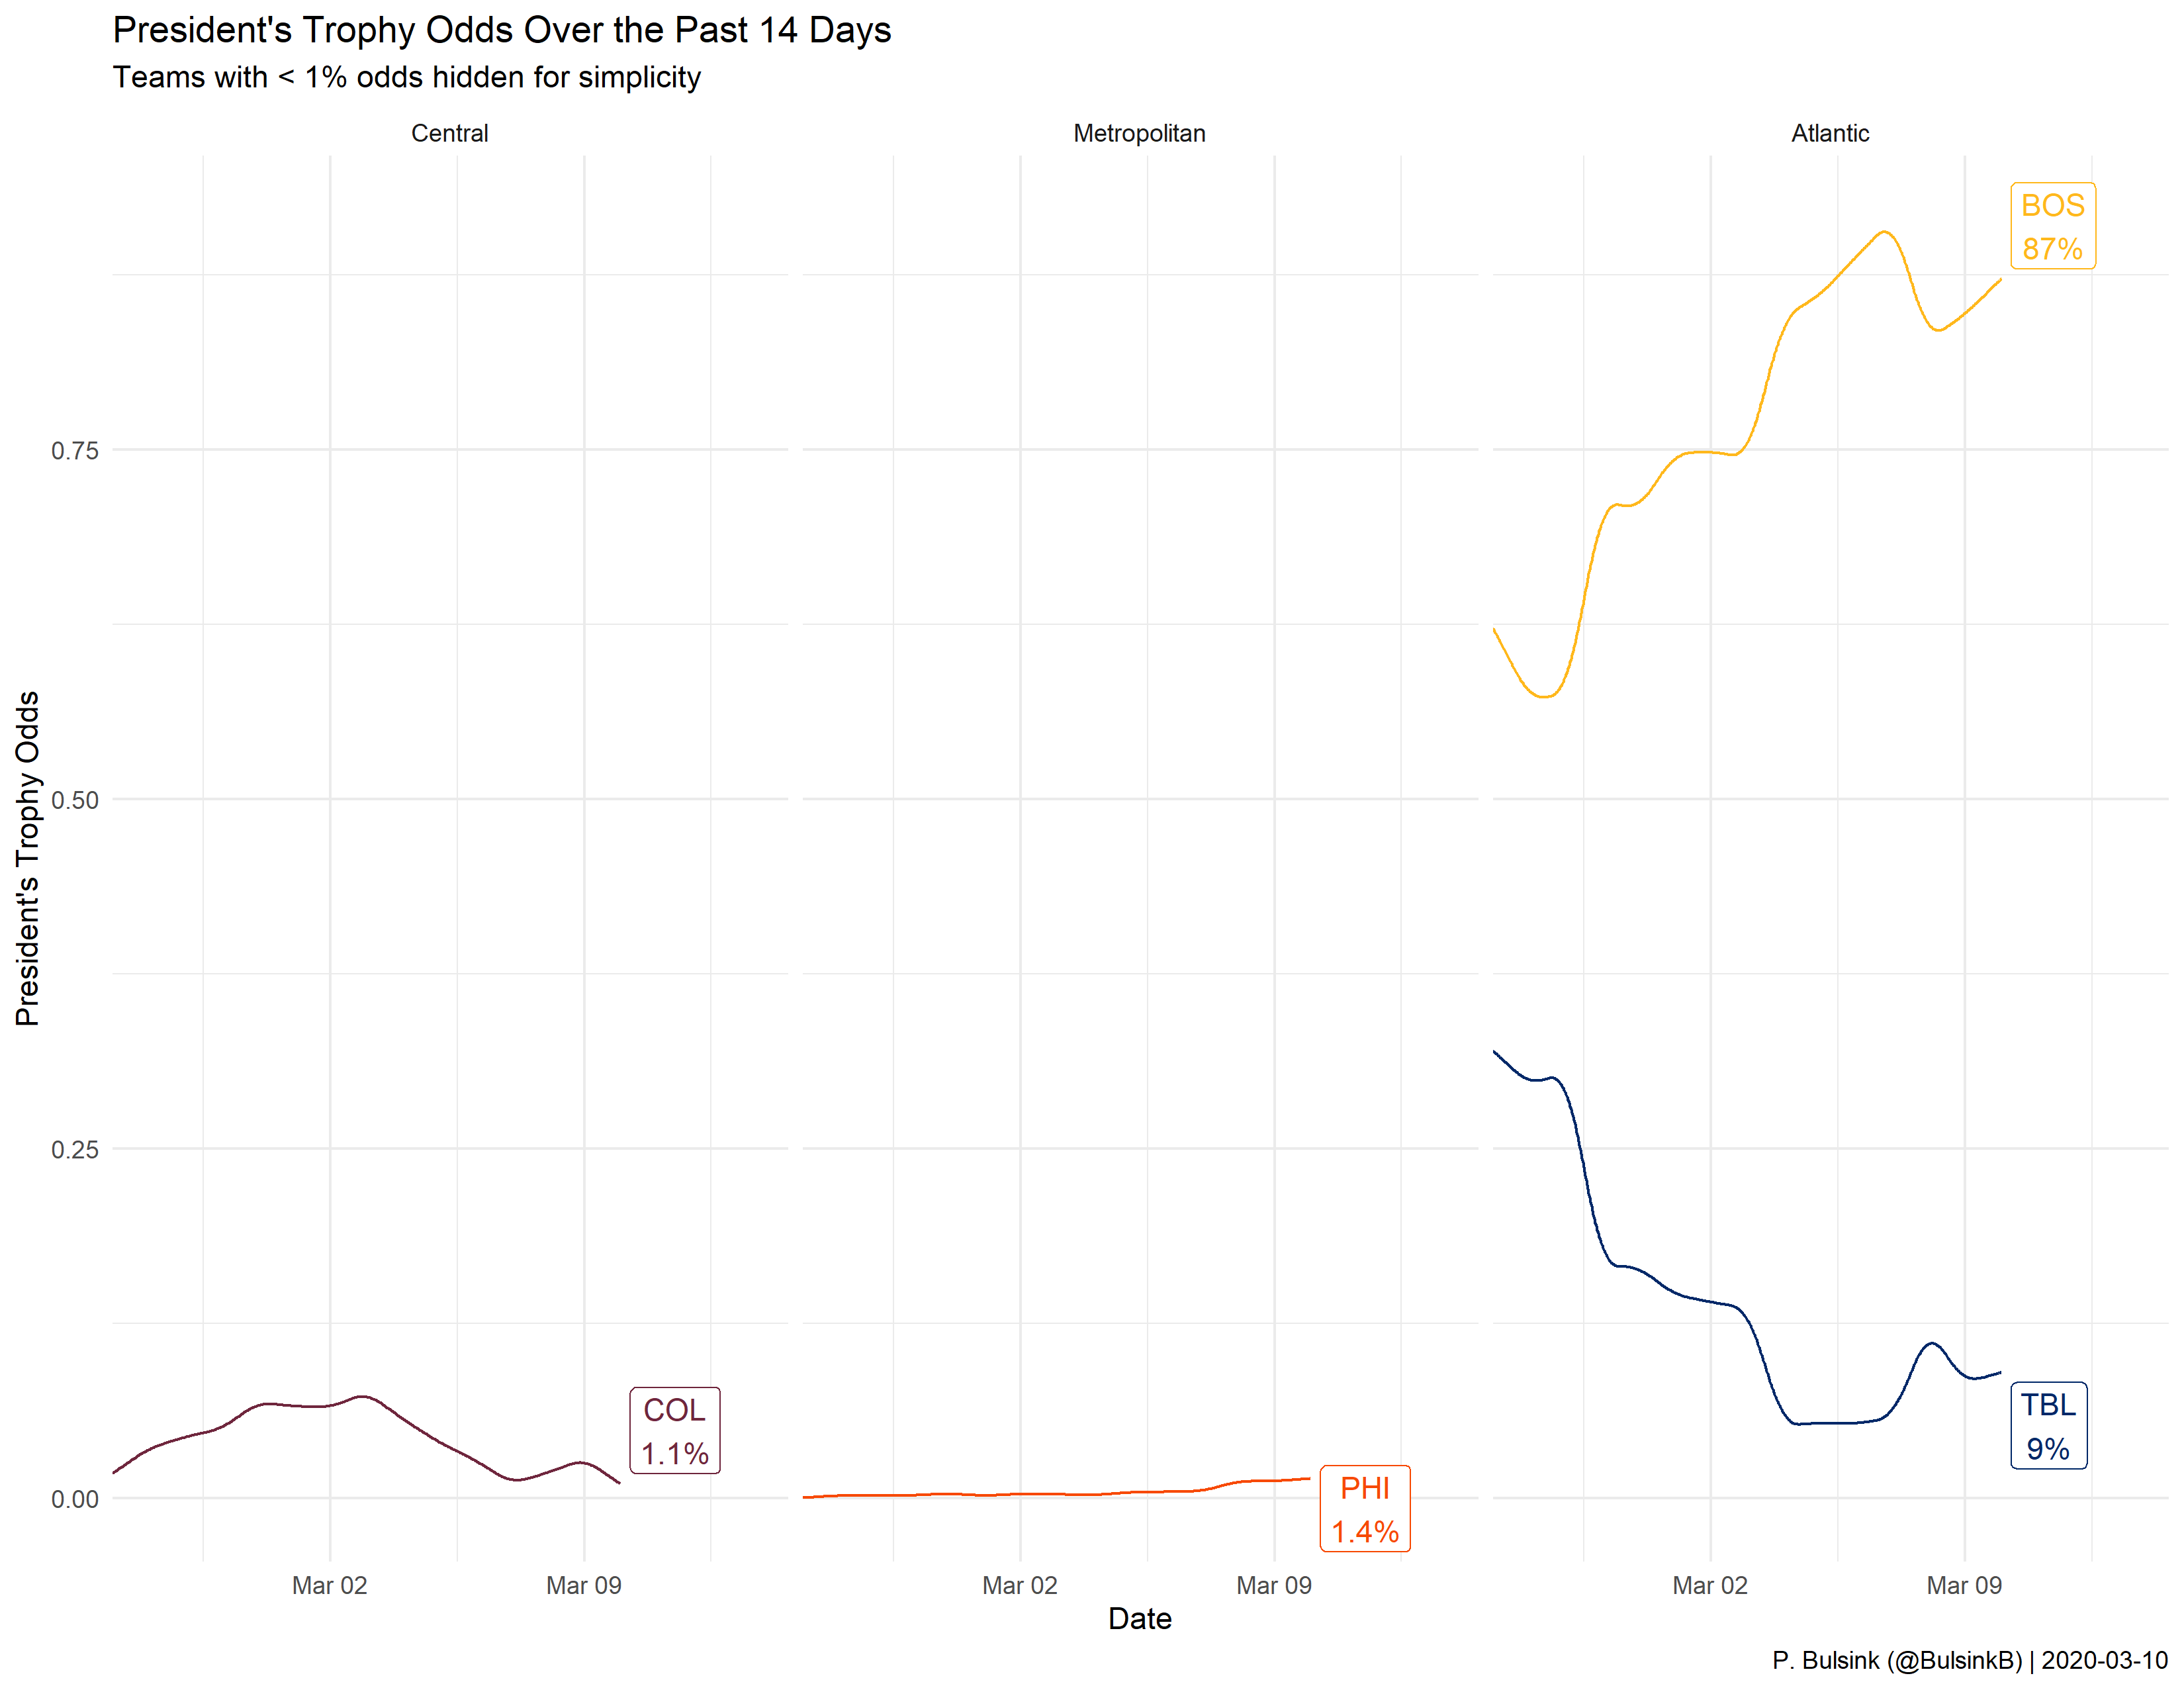 President's Trophy Odds Over the Past 14 Days
Teams with < 1% odds hidden for simplicity
Central
Metropolitan
Atlantic
President's Trophy Odds
0.75
0.50
0.25
0.00
BOS
87%
COL
1.1%
PHI
1.4%
TBL
9%
Mar 02
Mar 09
Mar 02
Mar 09
Mar 02
Mar 09
Date
P. Bulsink (@BulsinkB) | 2020-03-10